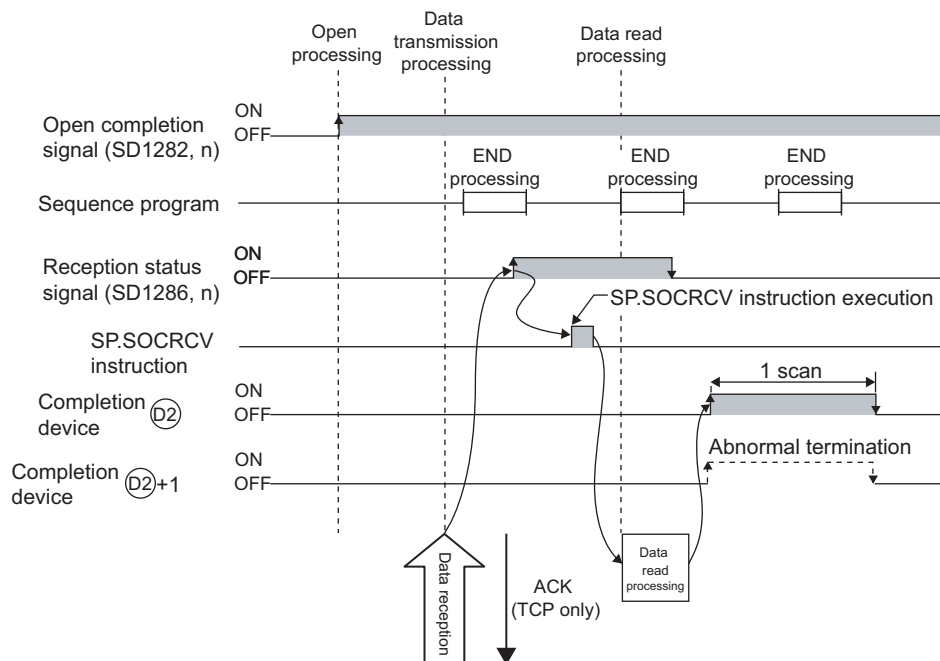 Open
processing
Data
transmission
processing
Data read
processing
Open completion
signal (SD1282, n)
ON
OFF
END
processing
END
processing
END
processing
Sequence program
Reception status
signal (SD1286, n)
ON
OFF
SP.SOCRCV instruction execution
SP.SOCRCV
instruction
1 scan
Completion
device D2
ON
OFF
Abnormal termination
Completion
device D2+1
ON
OFF
Data reception
ACK
(TCP only)
Data
read
processing